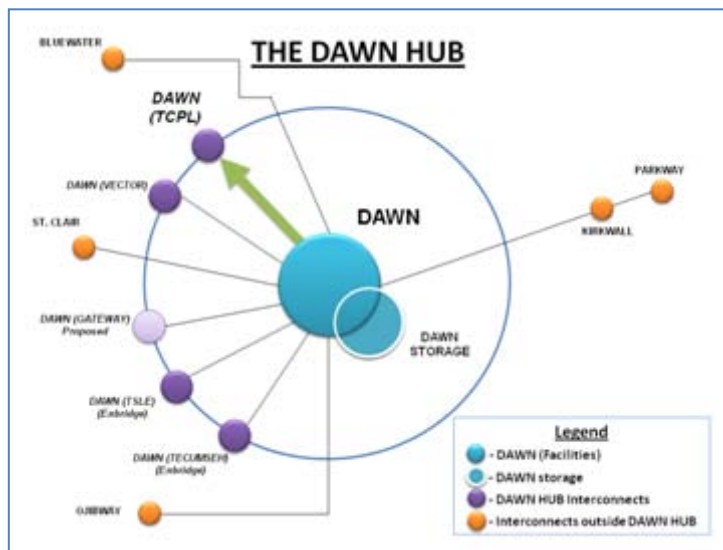 THE DAWN HUB
BLUEWATER
DAWN
(TCPL)
DAWN (VECTOR)
PARKWAY
DAWN
ST. CLAIR
KIRKWALL
DAWN (GATEWAY)
Proposed
DAWN
STORAGE
DAWN (TSLE)
(Enbridge)
DAWN (TECUMSEH)
(Enbridge)
OJIBWAY
Legend
- DAWN (Facilities)
- DAWN storage
- DAWN HUB Interconnects
- Interconnects outside DAWN HUB